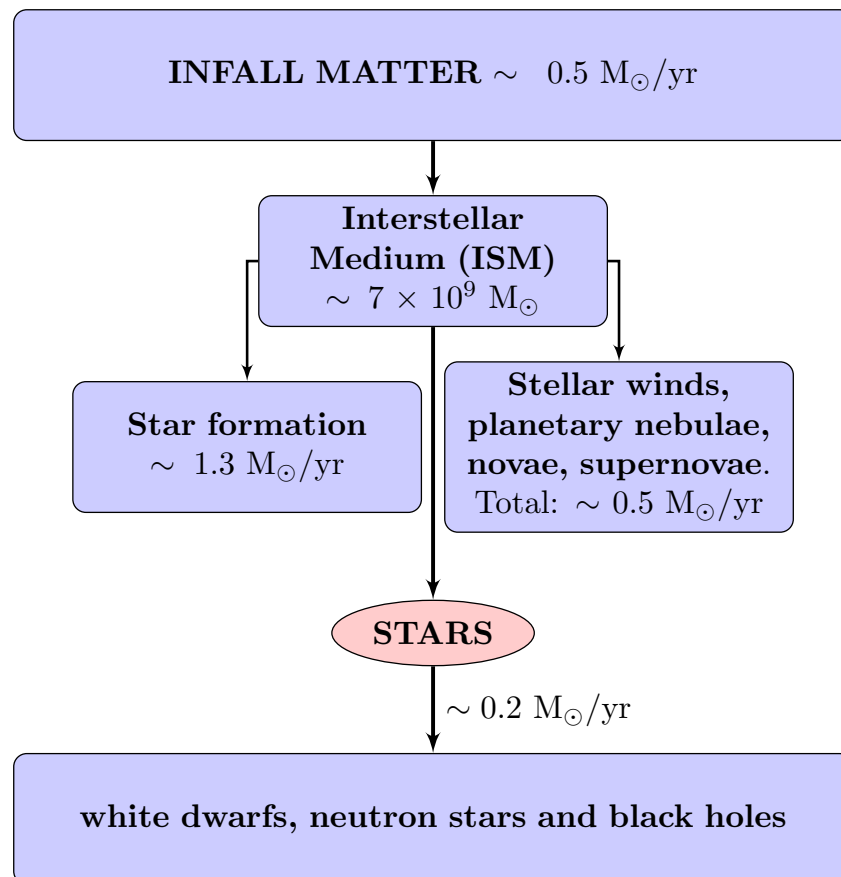 INFALL MATTER ∼ 0.5 M⊙/yr
Interstellar
Medium (ISM)
∼ 7 × 10⁹ M⊙
Star formation
∼ 1.3 M⊙/yr
Stellar winds,
planetary nebulae,
novae, supernovae.
Total: ∼ 0.5 M⊙/yr
STARS
∼ 0.2 M⊙/yr
white dwarfs, neutron stars and black holes